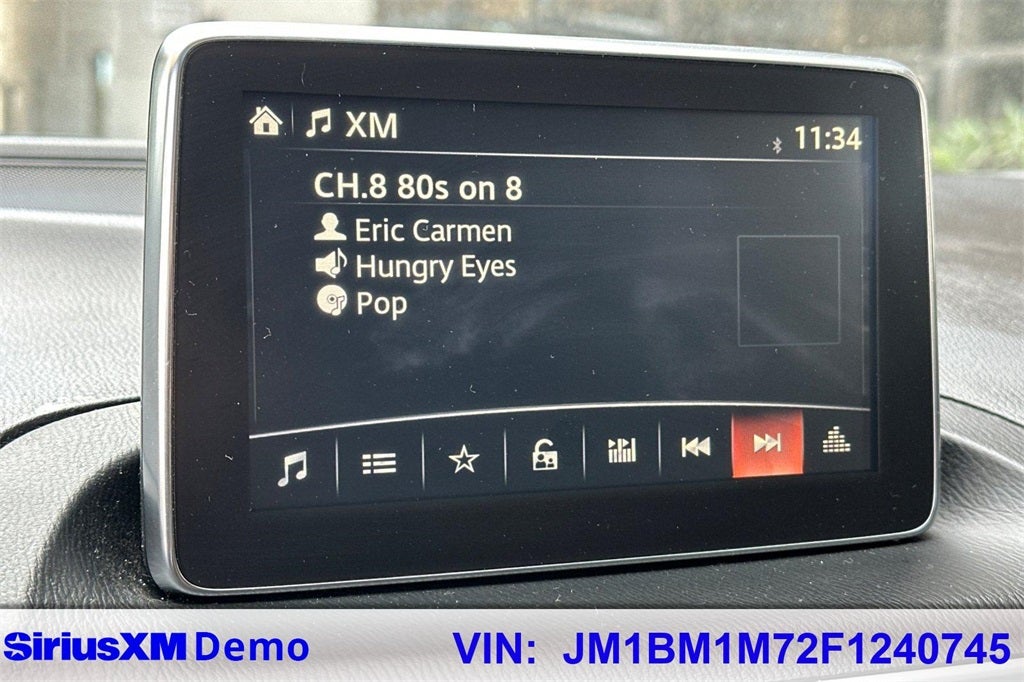 XM
11:34
CH.8 80s on 8
Eric Carmen
Hungry Eyes
Pop
SiriusXM Demo
VIN: JM1BM1M72F1240745